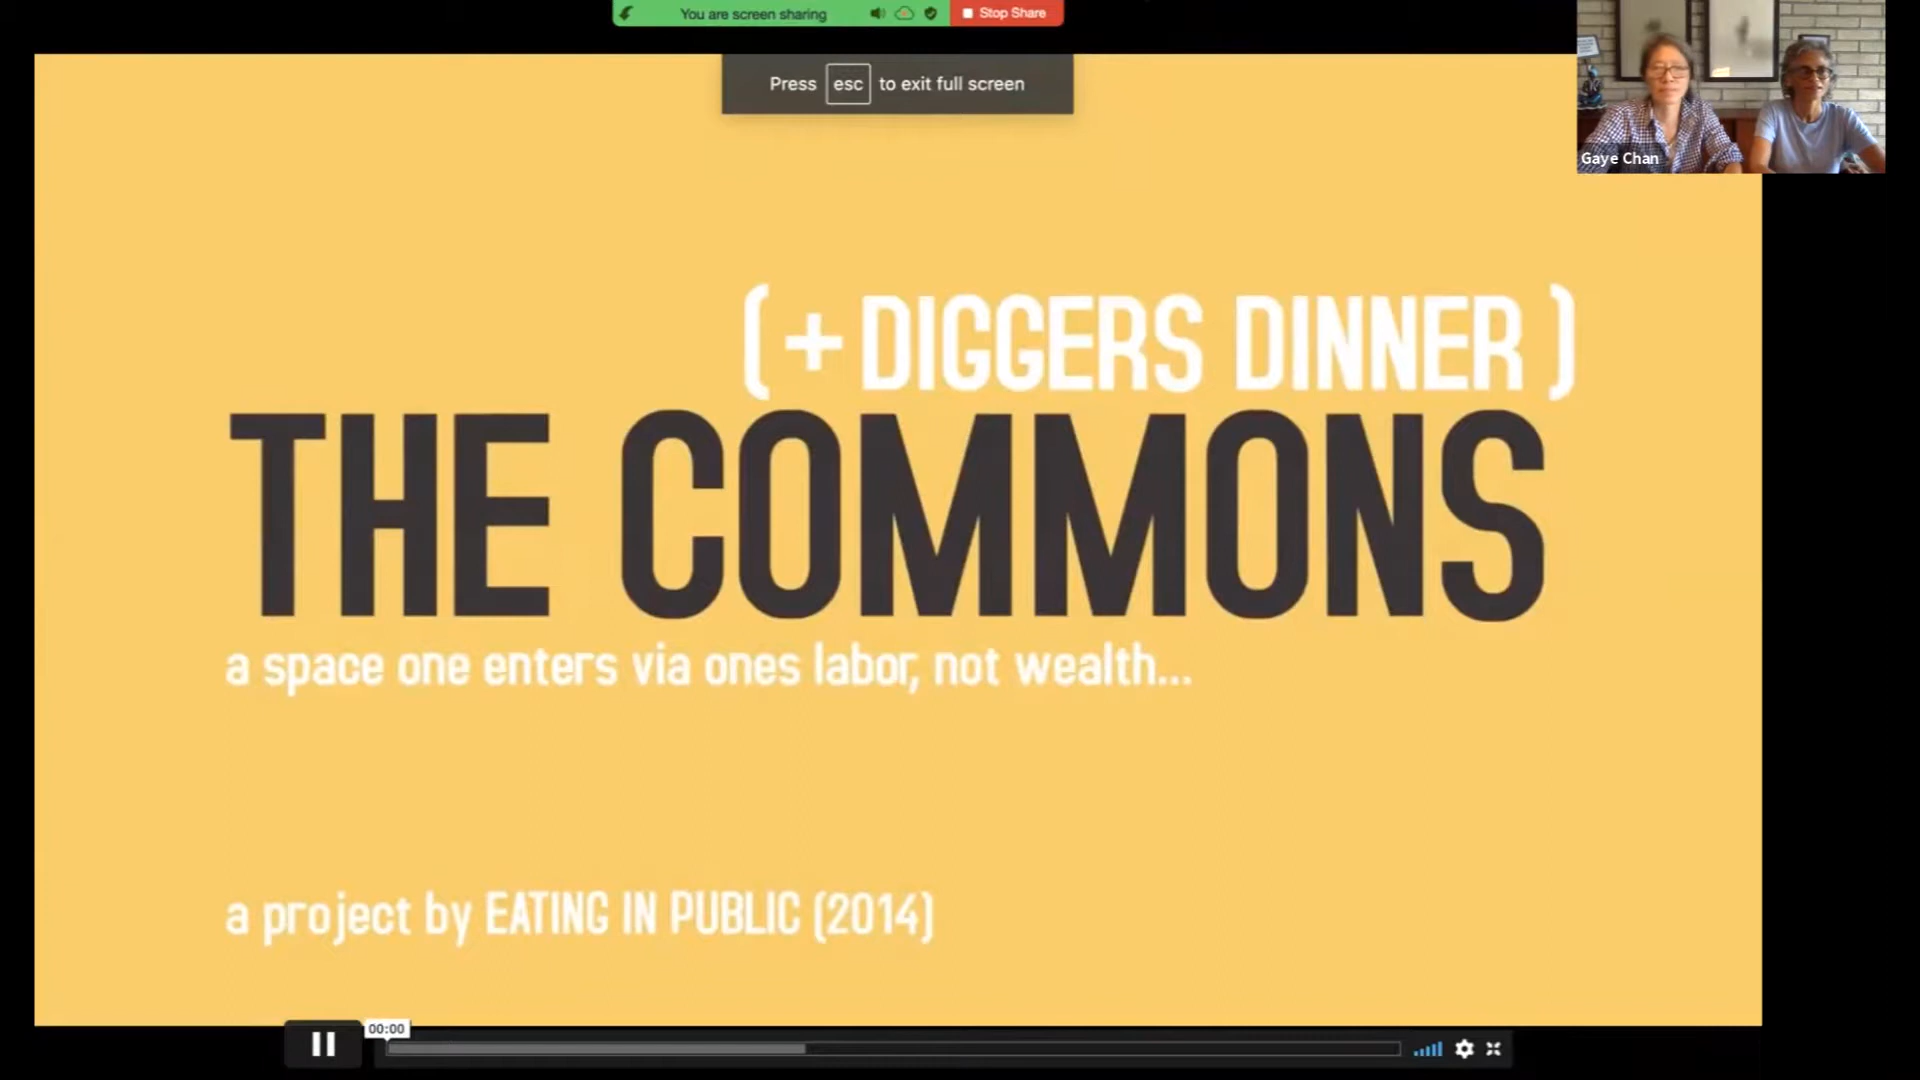 You are screen sharing
Stop Share
Press esc to exit full screen
Gaye Chan
( + DIGGERS DINNER )
THE COMMONS
a space one enters via ones labor, not wealth...
a project by EATING IN PUBLIC (2014)
00:00